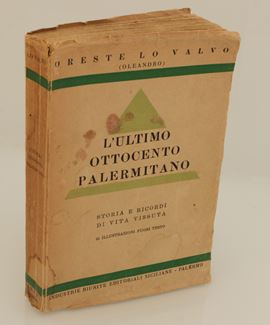 ORESTE LO VALVO
(OLEANDRO)
L'ULTIMO
OTTOCENTO
PALERMITANO
STORIA E RICORDI
DI VITA VISSUTA
ILLUSTRAZIONI FUORI TESTO
INDUSTRIE RIUNITE EDITORIALI SICILIANE - PALERMO